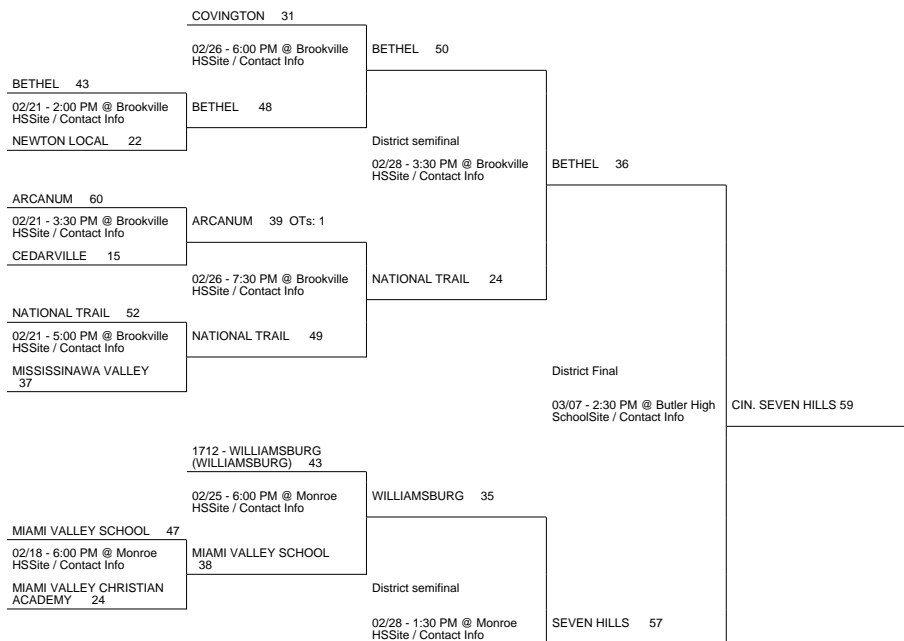 COVINGTON 31
02/26 - 6:00 PM @ Brookville
HSSite / Contact Info
BETHEL 50
BETHEL 43
02/21 - 2:00 PM @ Brookville
HSSite / Contact Info
BETHEL 48
NEWTON LOCAL 22
District semifinal
02/28 - 3:30 PM @ Brookville
HSSite / Contact Info
BETHEL 36
ARCANUM 60
02/21 - 3:30 PM @ Brookville
HSSite / Contact Info
ARCANUM 39 OTs: 1
CEDARVILLE 15
02/26 - 7:30 PM @ Brookville
HSSite / Contact Info
NATIONAL TRAIL 24
NATIONAL TRAIL 52
02/21 - 5:00 PM @ Brookville
HSSite / Contact Info
NATIONAL TRAIL 49
MISSISSINAWA VALLEY
37
District Final
03/07 - 2:30 PM @ Butler High
SchoolSite / Contact Info
CIN. SEVEN HILLS 59
1712 - WILLIAMSBURG
(WILLIAMSBURG) 43
02/25 - 6:00 PM @ Monroe
HSSite / Contact Info
WILLIAMSBURG 35
MIAMI VALLEY SCHOOL 47
02/18 - 6:00 PM @ Monroe
HSSite / Contact Info
MIAMI VALLEY SCHOOL
38
MIAMI VALLEY CHRISTIAN
ACADEMY 24
District semifinal
02/28 - 1:30 PM @ Monroe
HSSite / Contact Info
SEVEN HILLS 57